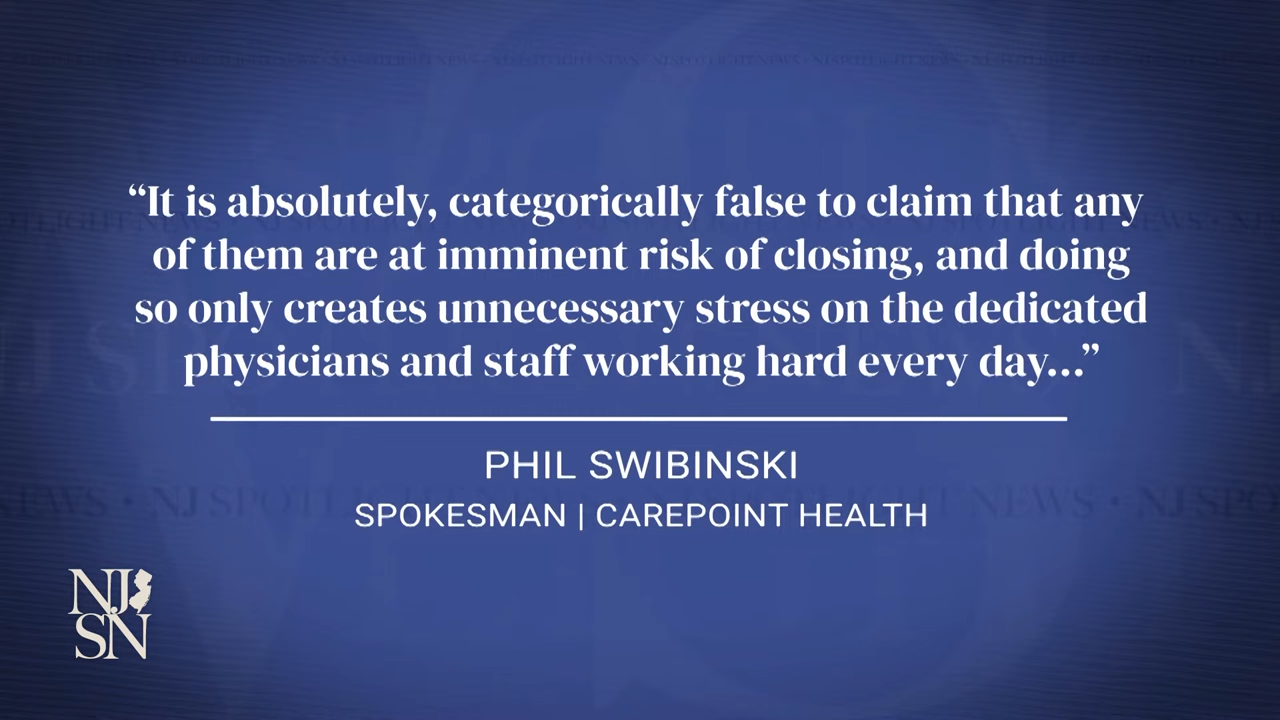 “It is absolutely, categorically false to claim that any
of them are at imminent risk of closing, and doing
so only creates unnecessary stress on the dedicated
physicians and staff working hard every day...”
PHIL SWIBINSKI
SPOKESMAN | CAREPOINT HEALTH
NJ
SN